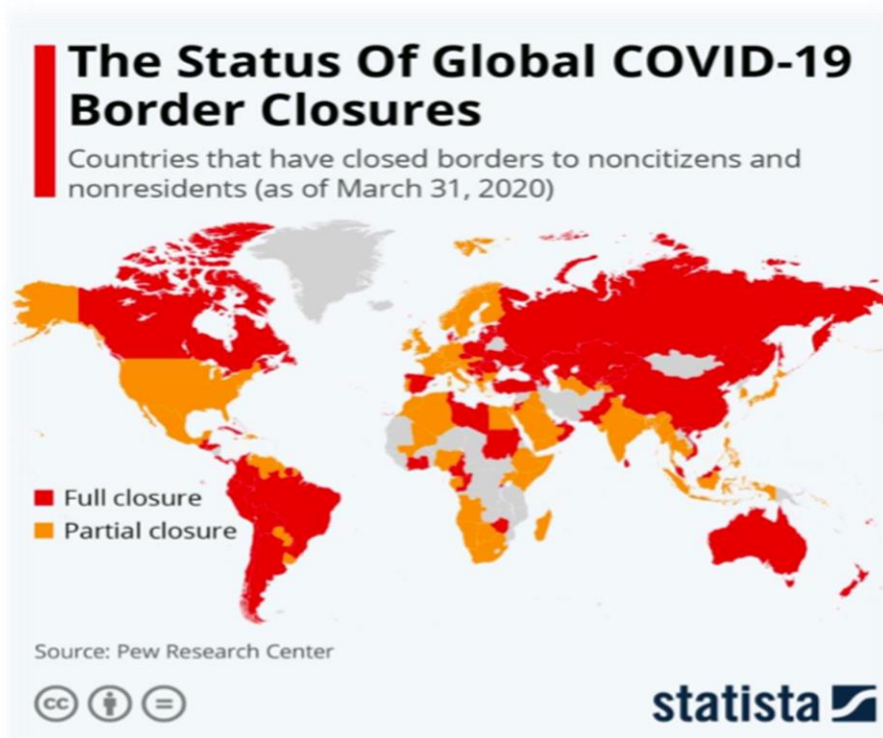 The Status Of Global COVID-19
Border Closures
Countries that have closed borders to noncitizens and
nonresidents (as of March 31, 2020)
Full closure
Partial closure
Source: Pew Research Center
cc
statista